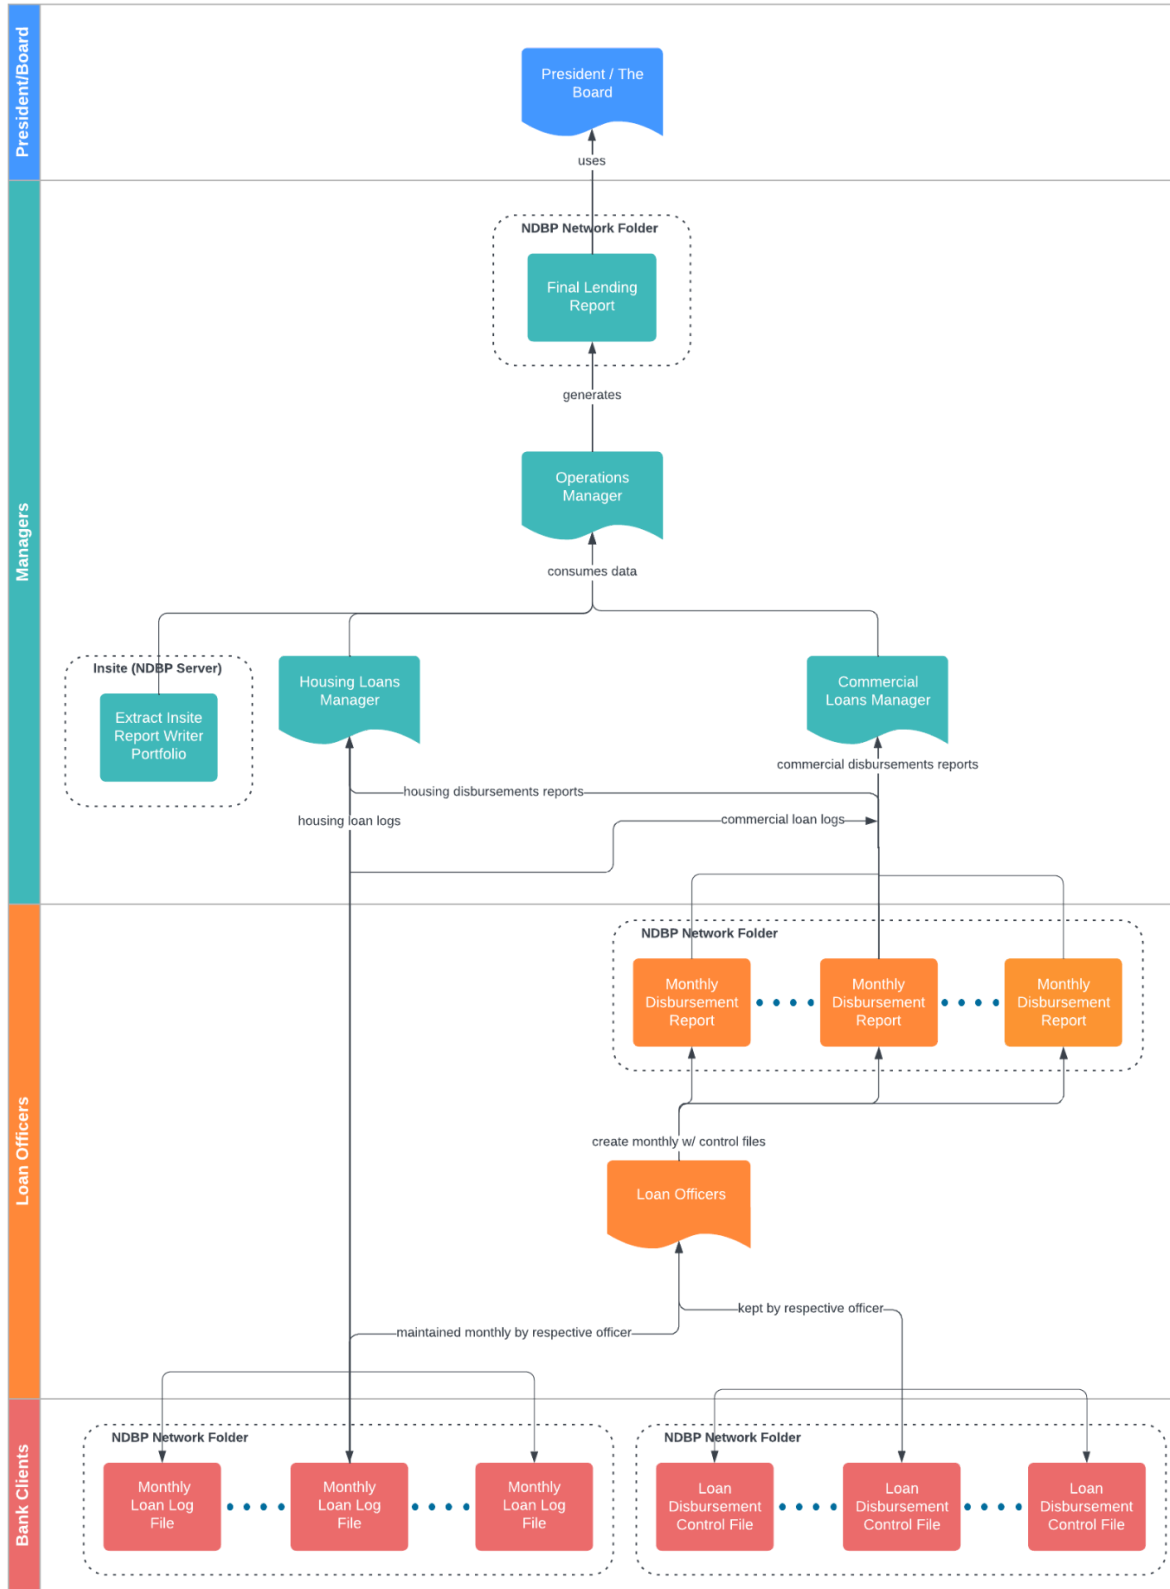 President/Board
President / The
Board
uses
Managers
NDBP Network Folder
Final Lending
Report
generates
Operations
Manager
consumes data
Insite (NDBP Server)
Extract Insite
Report Writer
Portfolio
Housing Loans
Manager
Commercial
Loans Manager
commercial disbursements reports
housing disbursements reports
housing loan logs
commercial loan logs
Loan Officers
NDBP Network Folder
Monthly
Disbursement
Report
Monthly
Disbursement
Report
Monthly
Disbursement
Report
create monthly w/ control files
Loan Officers
kept by respective officer
maintained monthly by respective officer
Bank Clients
NDBP Network Folder
Monthly
Loan Log
File
Monthly
Loan Log
File
Monthly
Loan Log
File
NDBP Network Folder
Loan
Disbursement
Control File
Loan
Disbursement
Control File
Loan
Disbursement
Control File